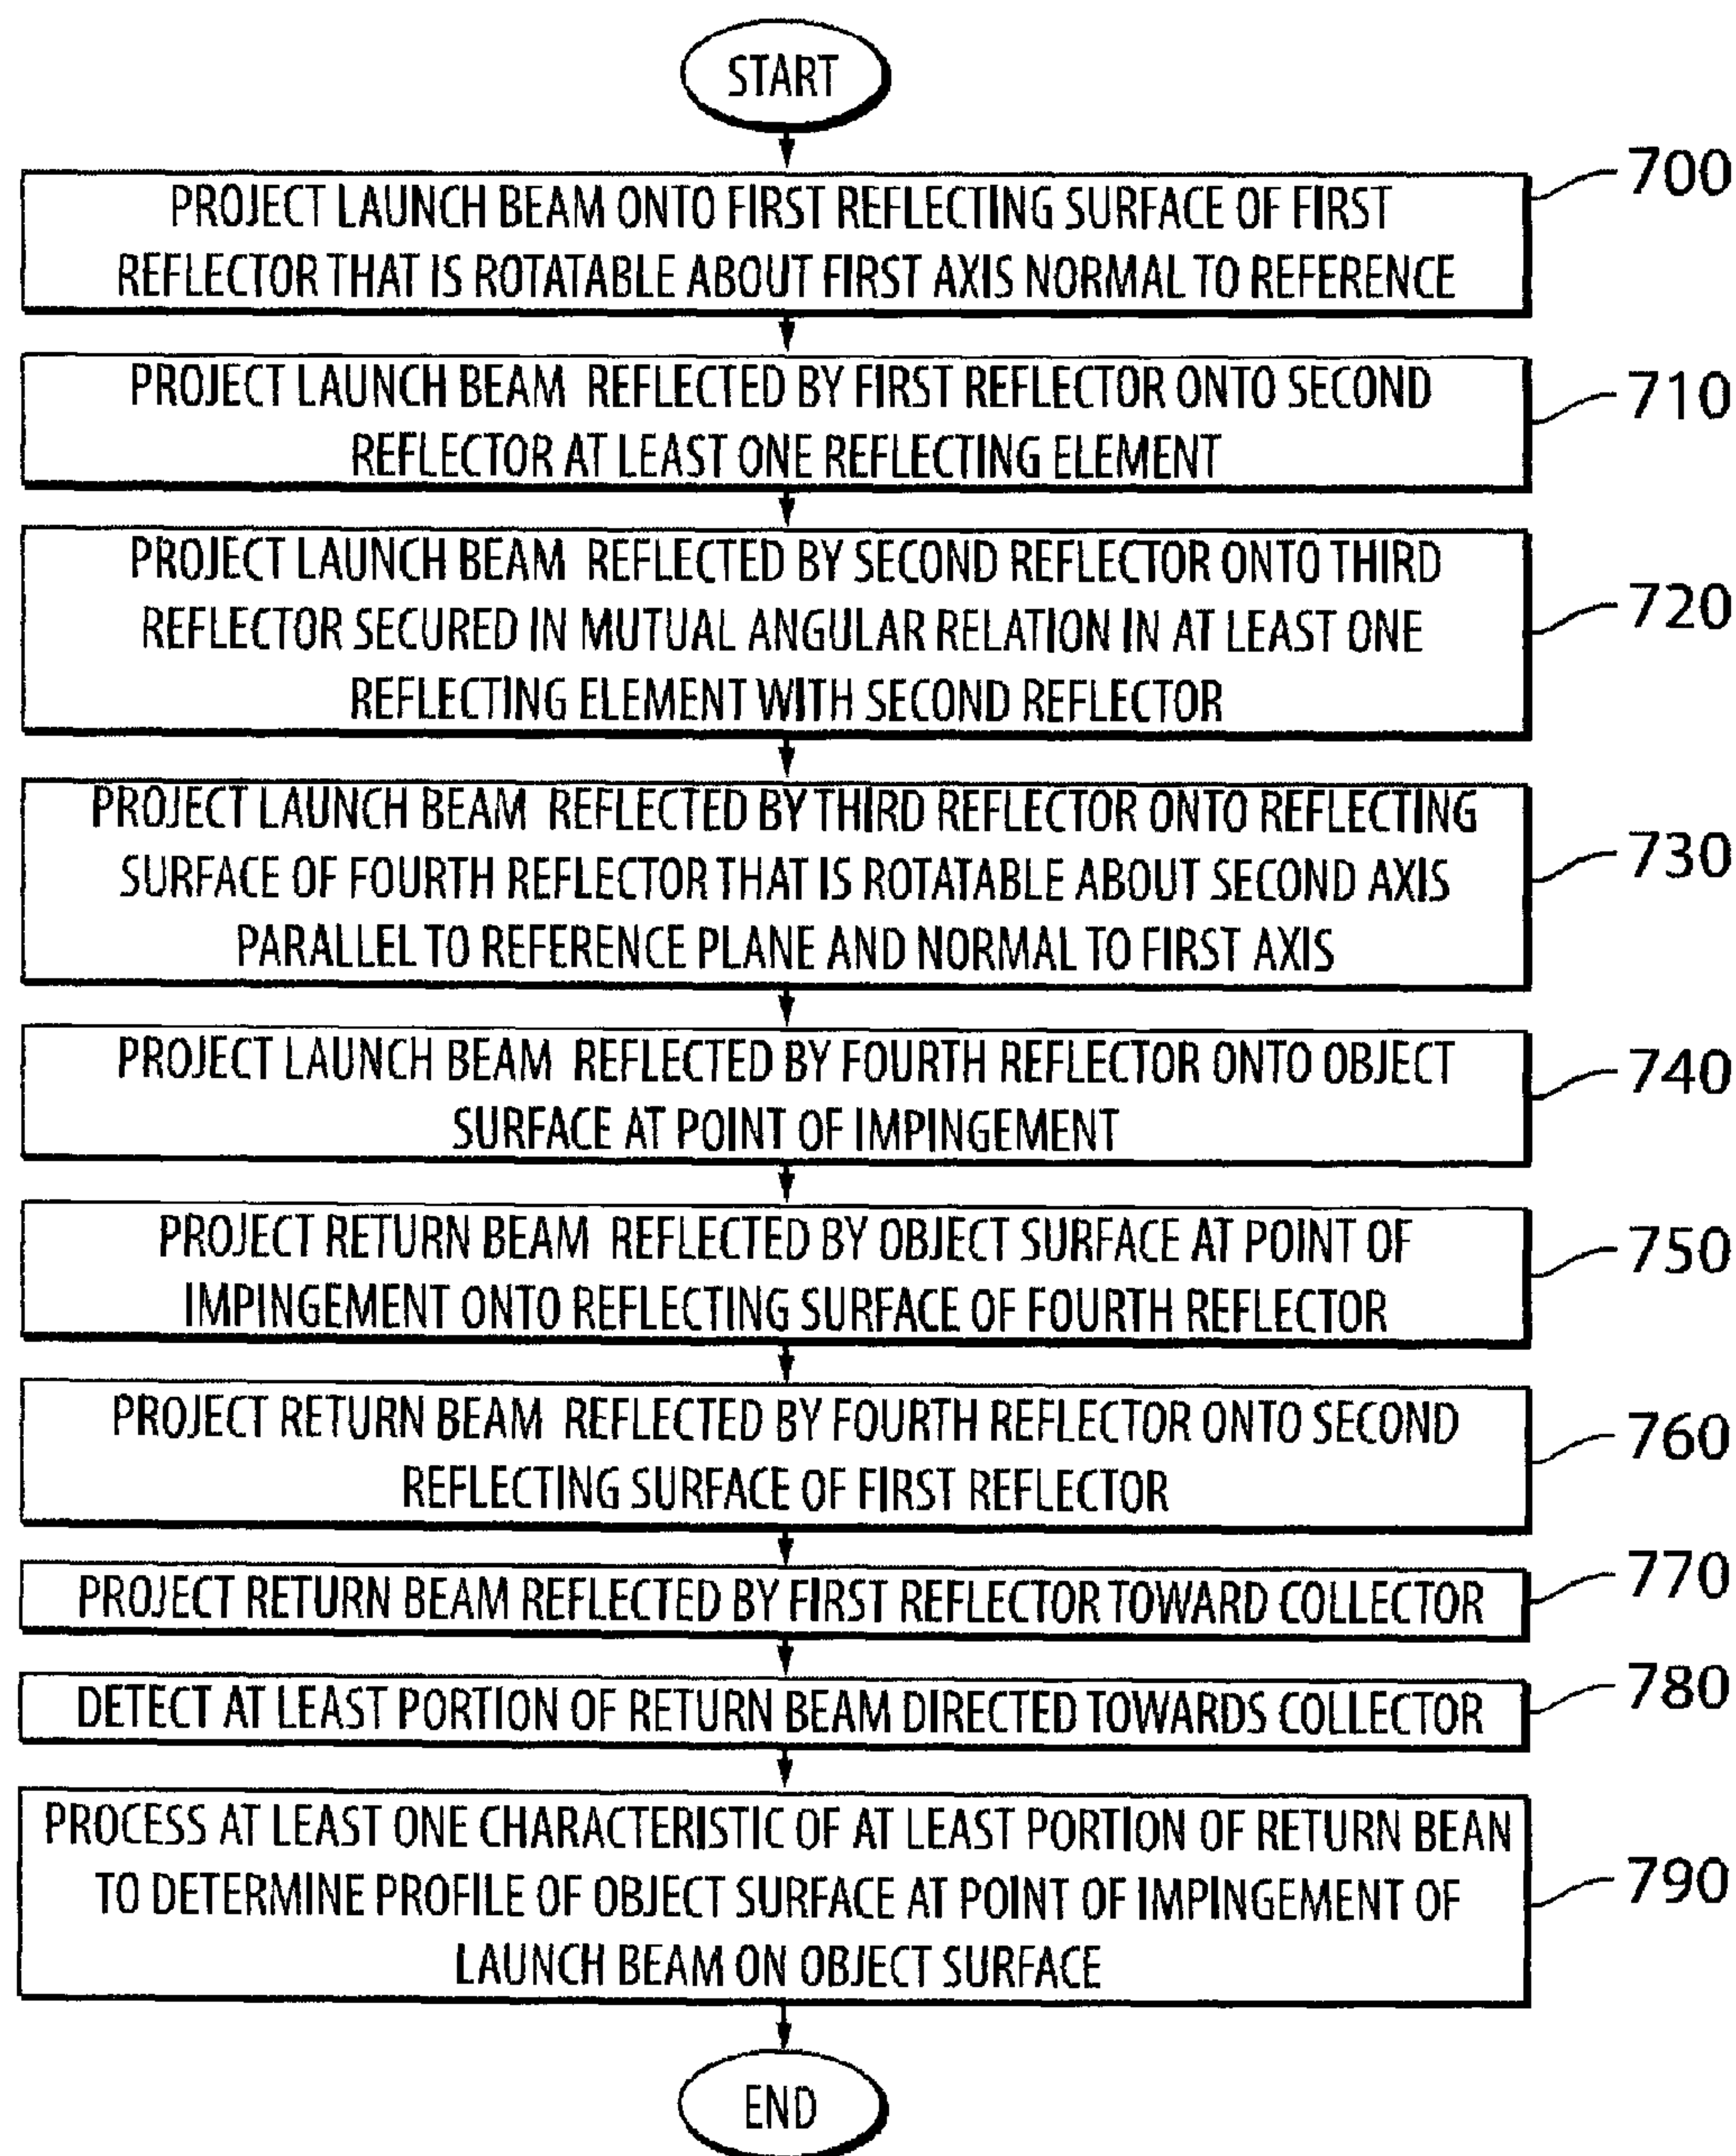 START
700
PROJECT LAUNCH BEAM ONTO FIRST REFLECTING SURFACE OF FIRST
REFLECTOR THAT IS ROTATABLE ABOUT FIRST AXIS NORMAL TO REFERENCE
710
PROJECT LAUNCH BEAM REFLECTED BY FIRST REFLECTOR ONTO SECOND
REFLECTOR AT LEAST ONE REFLECTING ELEMENT
720
PROJECT LAUNCH BEAM REFLECTED BY SECOND REFLECTOR ONTO THIRD
REFLECTOR SECURED IN MUTUAL ANGULAR RELATION IN AT LEAST ONE
REFLECTING ELEMENT WITH SECOND REFLECTOR
730
PROJECT LAUNCH BEAM REFLECTED BY THIRD REFLECTOR ONTO REFLECTING
SURFACE OF FOURTH REFLECTOR THAT IS ROTATABLE ABOUT SECOND AXIS
PARALLEL TO REFERENCE PLANE AND NORMAL TO FIRST AXIS
740
PROJECT LAUNCH BEAM REFLECTED BY FOURTH REFLECTOR ONTO OBJECT
SURFACE AT POINT OF IMPINGEMENT
750
PROJECT RETURN BEAM REFLECTED BY OBJECT SURFACE AT POINT OF
IMPINGEMENT ONTO REFLECTING SURFACE OF FOURTH REFLECTOR
760
PROJECT RETURN BEAM REFLECTED BY FOURTH REFLECTOR ONTO SECOND
REFLECTING SURFACE OF FIRST REFLECTOR
770
PROJECT RETURN BEAM REFLECTED BY FIRST REFLECTOR TOWARD COLLECTOR
780
DETECT AT LEAST PORTION OF RETURN BEAM DIRECTED TOWARDS COLLECTOR
790
PROCESS AT LEAST ONE CHARACTERISTIC OF AT LEAST PORTION OF RETURN BEAN
TO DETERMINE PROFILE OF OBJECT SURFACE AT POINT OF IMPINGEMENT OF
LAUNCH BEAM ON OBJECT SURFACE
END